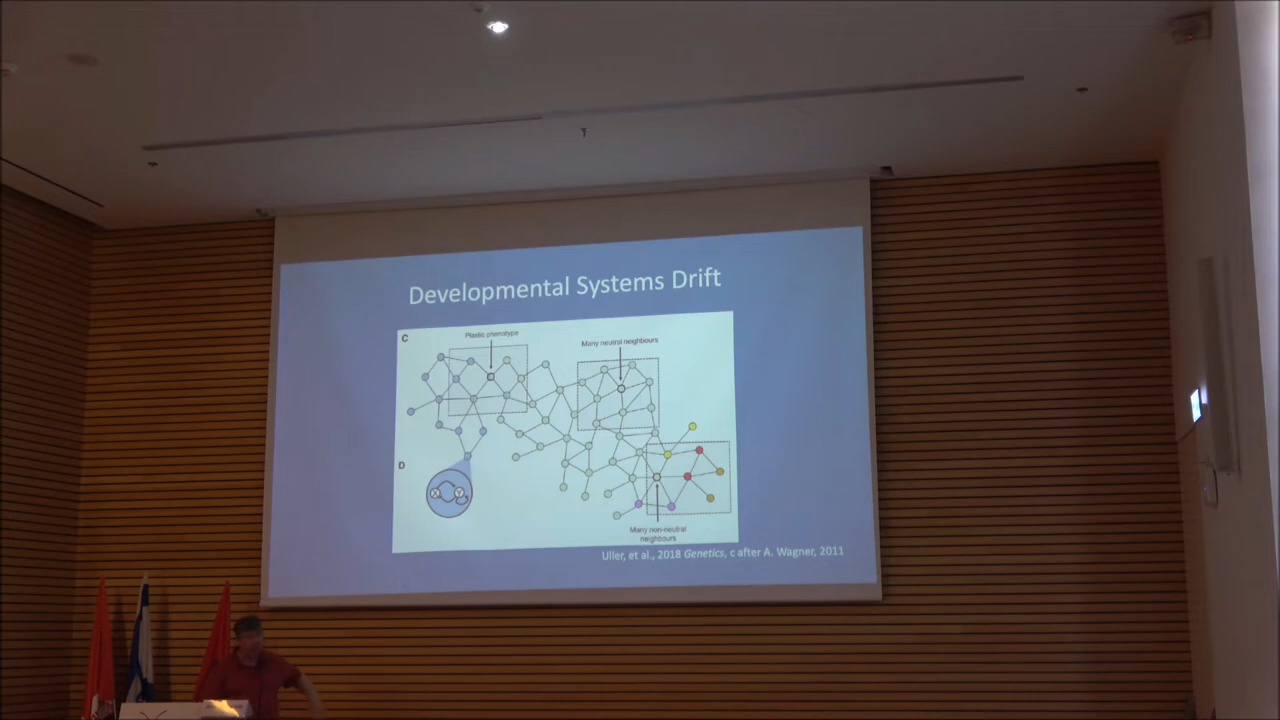 Developmental Systems Drift
C
Plastic phenotype
Many neutral neighbours
D
X
Y
Many non-neutral
neighbours
Uller, et al., 2018 Genetics, c after A. Wagner, 2011